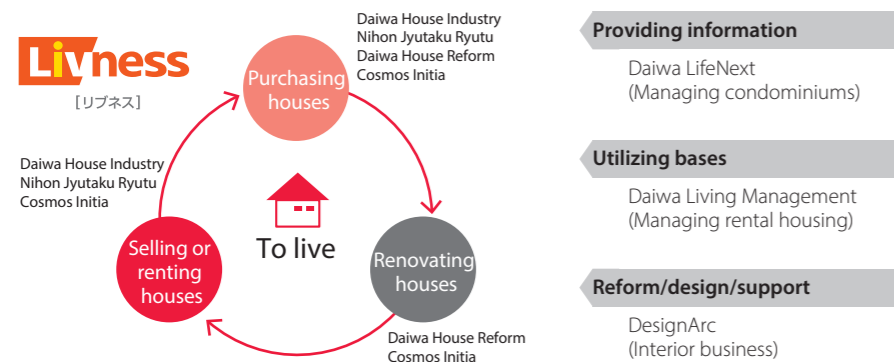 Livness
［リブネス］
Daiwa House Industry
Nihon Jyutaku Ryutu
Daiwa House Reform
Cosmos Initia
Purchasing
houses
Daiwa House Industry
Nihon Jyutaku Ryutu
Cosmos Initia
To live
Selling or
renting
houses
Renovating
houses
Daiwa House Reform
Cosmos Initia
Providing information
Daiwa LifeNext
(Managing condominiums)
Utilizing bases
Daiwa Living Management
(Managing rental housing)
Reform/design/support
DesignArc
(Interior business)